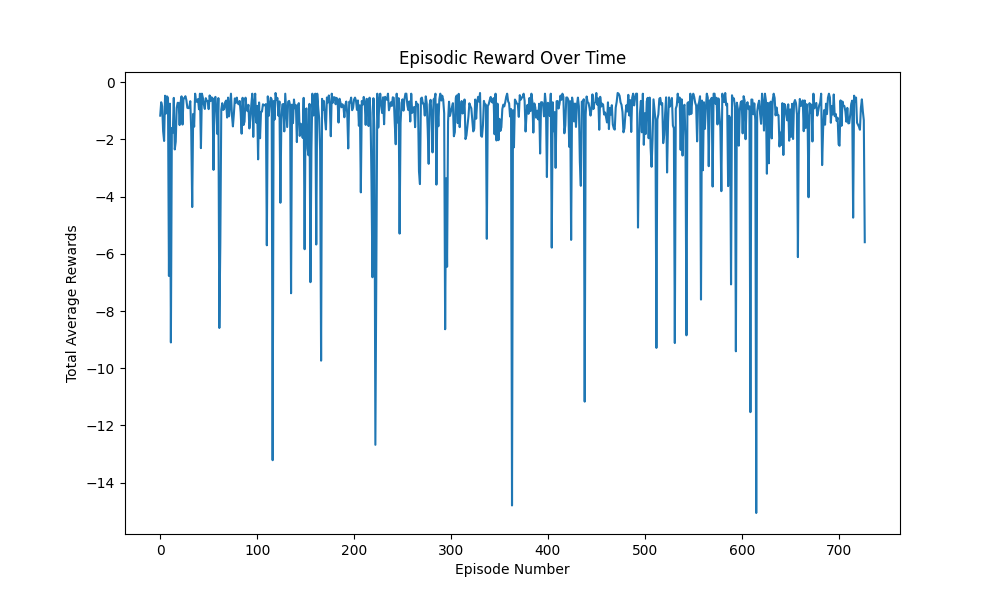 Episodic Reward Over Time
Total Average Rewards
0
−2
−4
−6
−8
−10
−12
−14
0 100 200 300 400 500 600 700
Episode Number